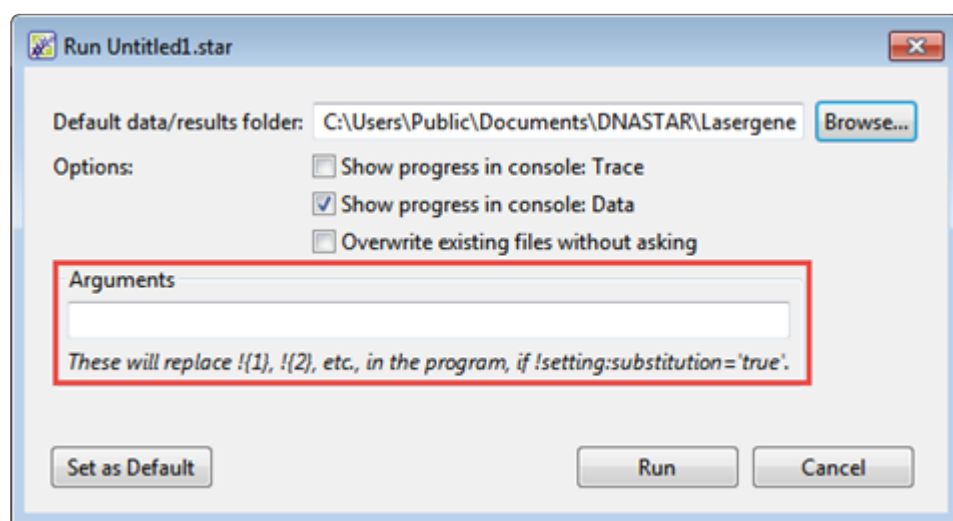 Run Untitled1.star
Default data/results folder: C:\Users\Public\Documents\DNASTAR\Lasergene Browse...
Options: Show progress in console: Trace
Show progress in console: Data
Overwrite existing files without asking
Arguments
These will replace !{1}, !{2}, etc., in the program, if !setting:substitution='true'.
Set as Default Run Cancel